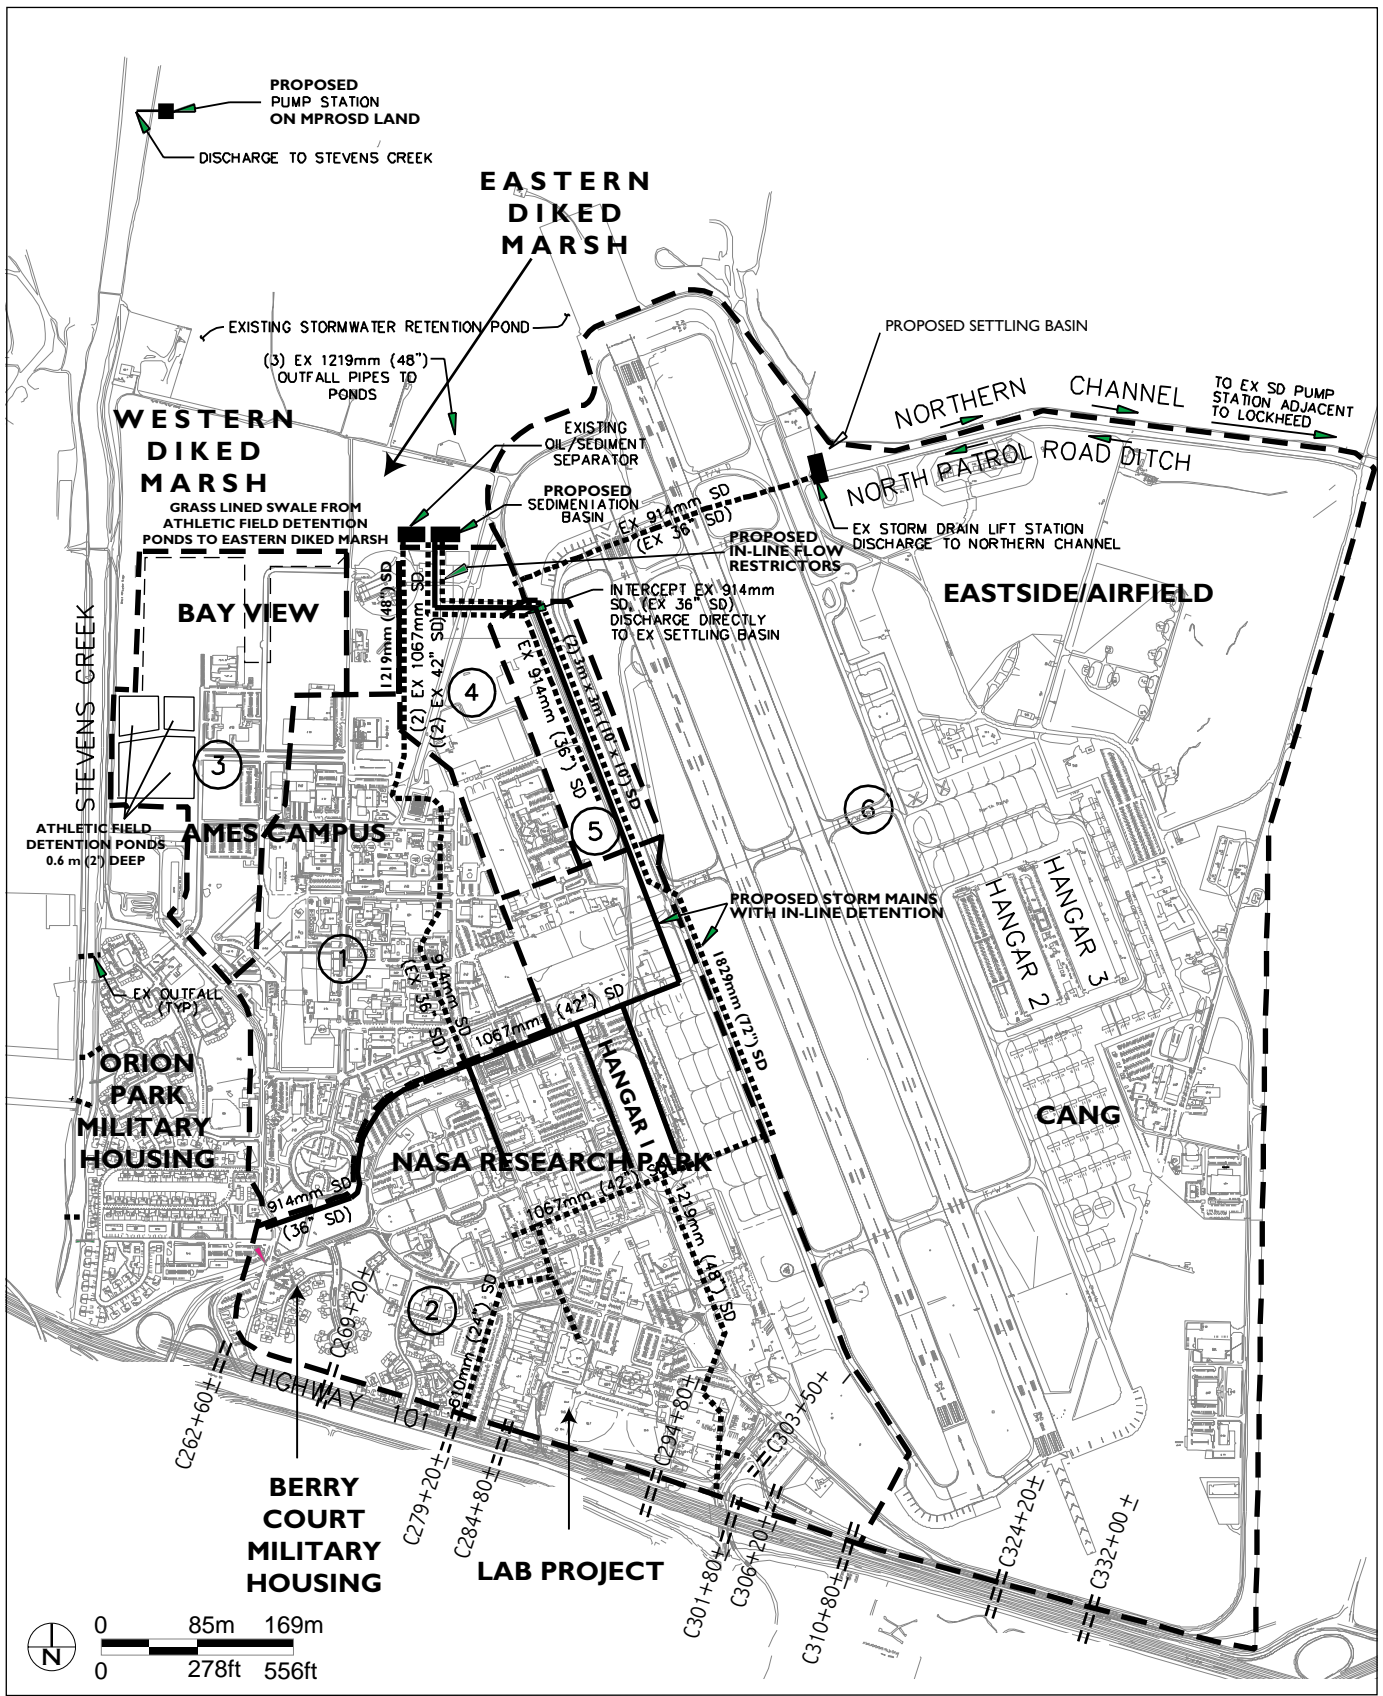 PROPOSED
PUMP STATION
ON MPROSD LAND
DISCHARGE TO STEVENS CREEK
EASTERN
DIKED
MARSH
EXISTING STORMWATER RETENTION POND
PROPOSED SETTLING BASIN
(3) EX 1219mm (48")
OUTFALL PIPES TO
PONDS
NORTHERN CHANNEL
TO EX SD PUMP
STATION ADJACENT
TO LOCKHEED
WESTERN
DIKED
MARSH
EXISTING
OIL/SEDIMENT
SEPARATOR
NORTH PATROL ROAD DITCH
GRASS LINED SWALE FROM
ATHLETIC FIELD DETENTION
PONDS TO EASTERN DIKED MARSH
PROPOSED
SEDIMENTATION
BASIN
EX 914mm SD
(EX 36" SD)
PROPOSED
IN-LINE FLOW
RESTRICTORS
EX STORM DRAIN LIFT STATION
DISCHARGE TO NORTHERN CHANNEL
BAY VIEW
INTERCEPT EX 914mm
SD, (EX 36" SD)
DISCHARGE DIRECTLY
TO EX SETTLING BASIN
EASTSIDE/AIRFIELD
STEVENS CREEK
1219mm (48") SD
(2) EX 1067mm SD
((2) EX 42" SD)
EX 914mm (36") SD
(2) 3m x 3m (10' x 10') SD
4
3
5
6
ATHLETIC FIELD
DETENTION PONDS
0.6 m (2') DEEP
AMES CAMPUS
HANGAR 3
HANGAR 2
PROPOSED STORM MAINS
WITH IN-LINE DETENTION
1
914mm SD
(EX 36" SD)
EX OUTFALL
(TYP)
1067mm (42") SD
1829mm (72") SD
ORION
PARK
MILITARY
HOUSING
HANGAR 1
CANG
NASA RESEARCH PARK
914mm SD
(36" SD)
1067mm (42") SD
1219mm (48") SD
2
610mm (24") SD
HIGHWAY 101
C262+60±
C269+20±
C279+20±
C284+80±
C294+80±
C301+80±
C303+50±
C306+20±
C310+80±
C324+20±
C332+00±
BERRY
COURT
MILITARY
HOUSING
LAB PROJECT
N
0 85m 169m
0 278ft 556ft